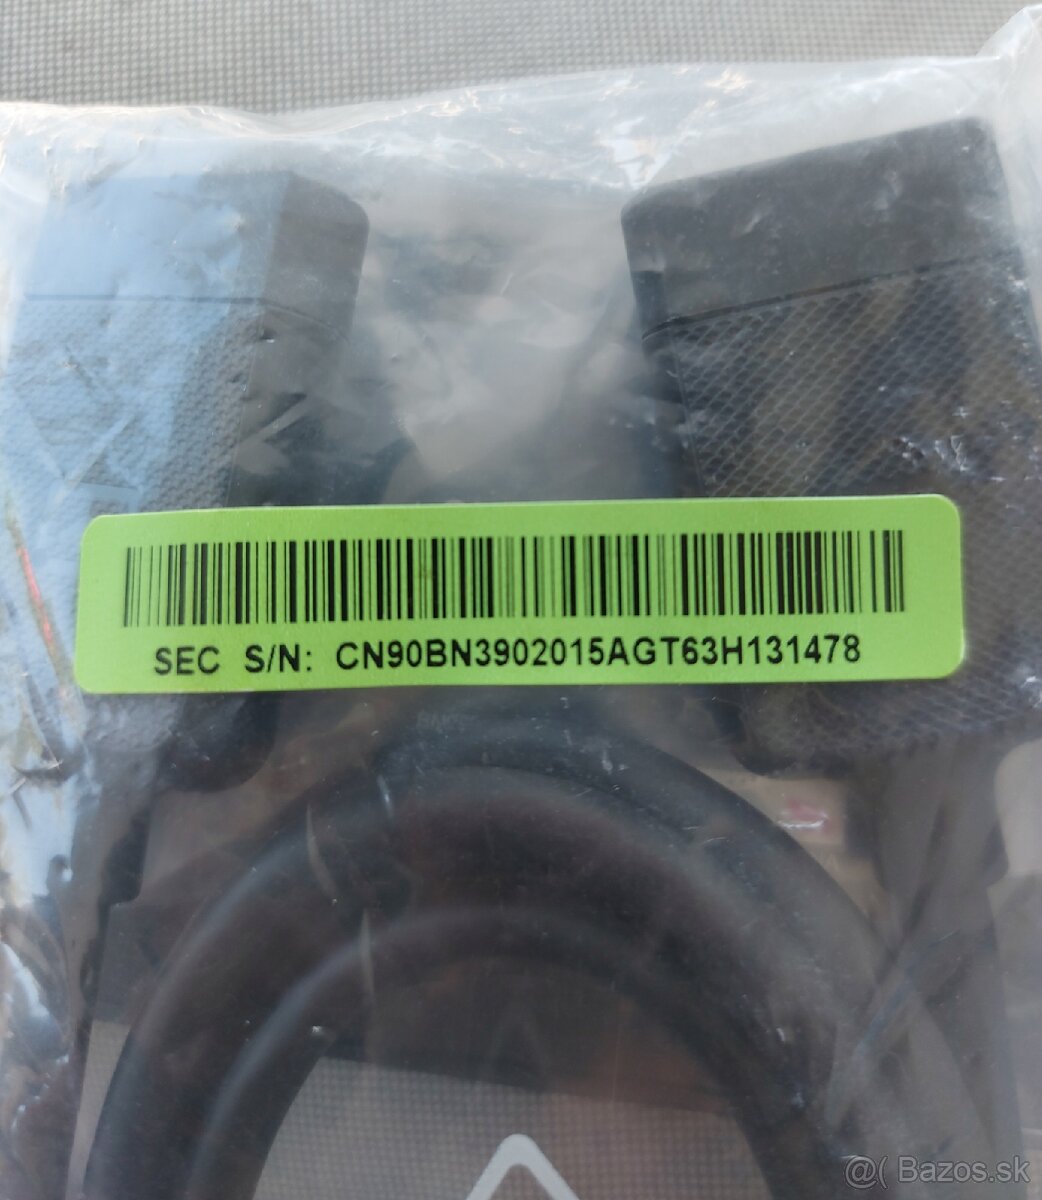 SEC S/N: CN90BN3902015AGT63H131478
@( Bazos.sk